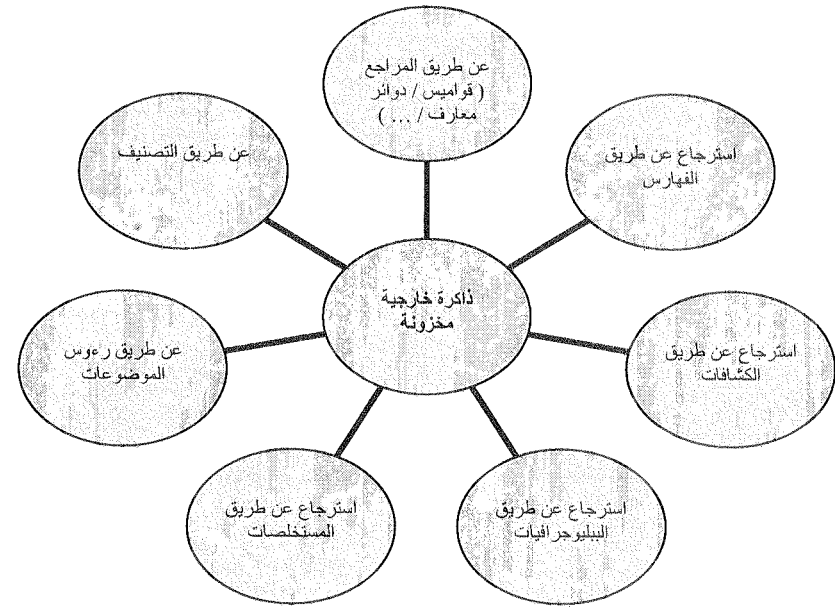 عن طريق المراجع
( قواميس / دوائر
معارف / ... )
استرجاع عن طريق
الفهارس
استرجاع عن طريق
الكشافات
استرجاع عن طريق
الببليوجرافيات
استرجاع عن طريق
المستخلصات
عن طريق رءوس
الموضوعات
عن طريق التصنيف
ذاكرة خارجية
مخزونة